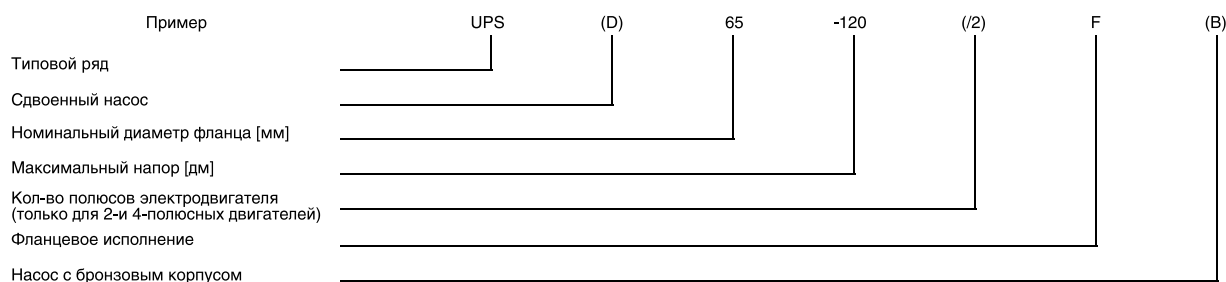 Пример UPS (D) 65 -120 (/2) F (B)
Типовой ряд
Сдвоенный насос
Номинальный диаметр фланца [мм]
Максимальный напор [дм]
Кол-во полюсов электродвигателя
(только для 2-и 4-полюсных двигателей)
Фланцевое исполнение
Насос с бронзовым корпусом